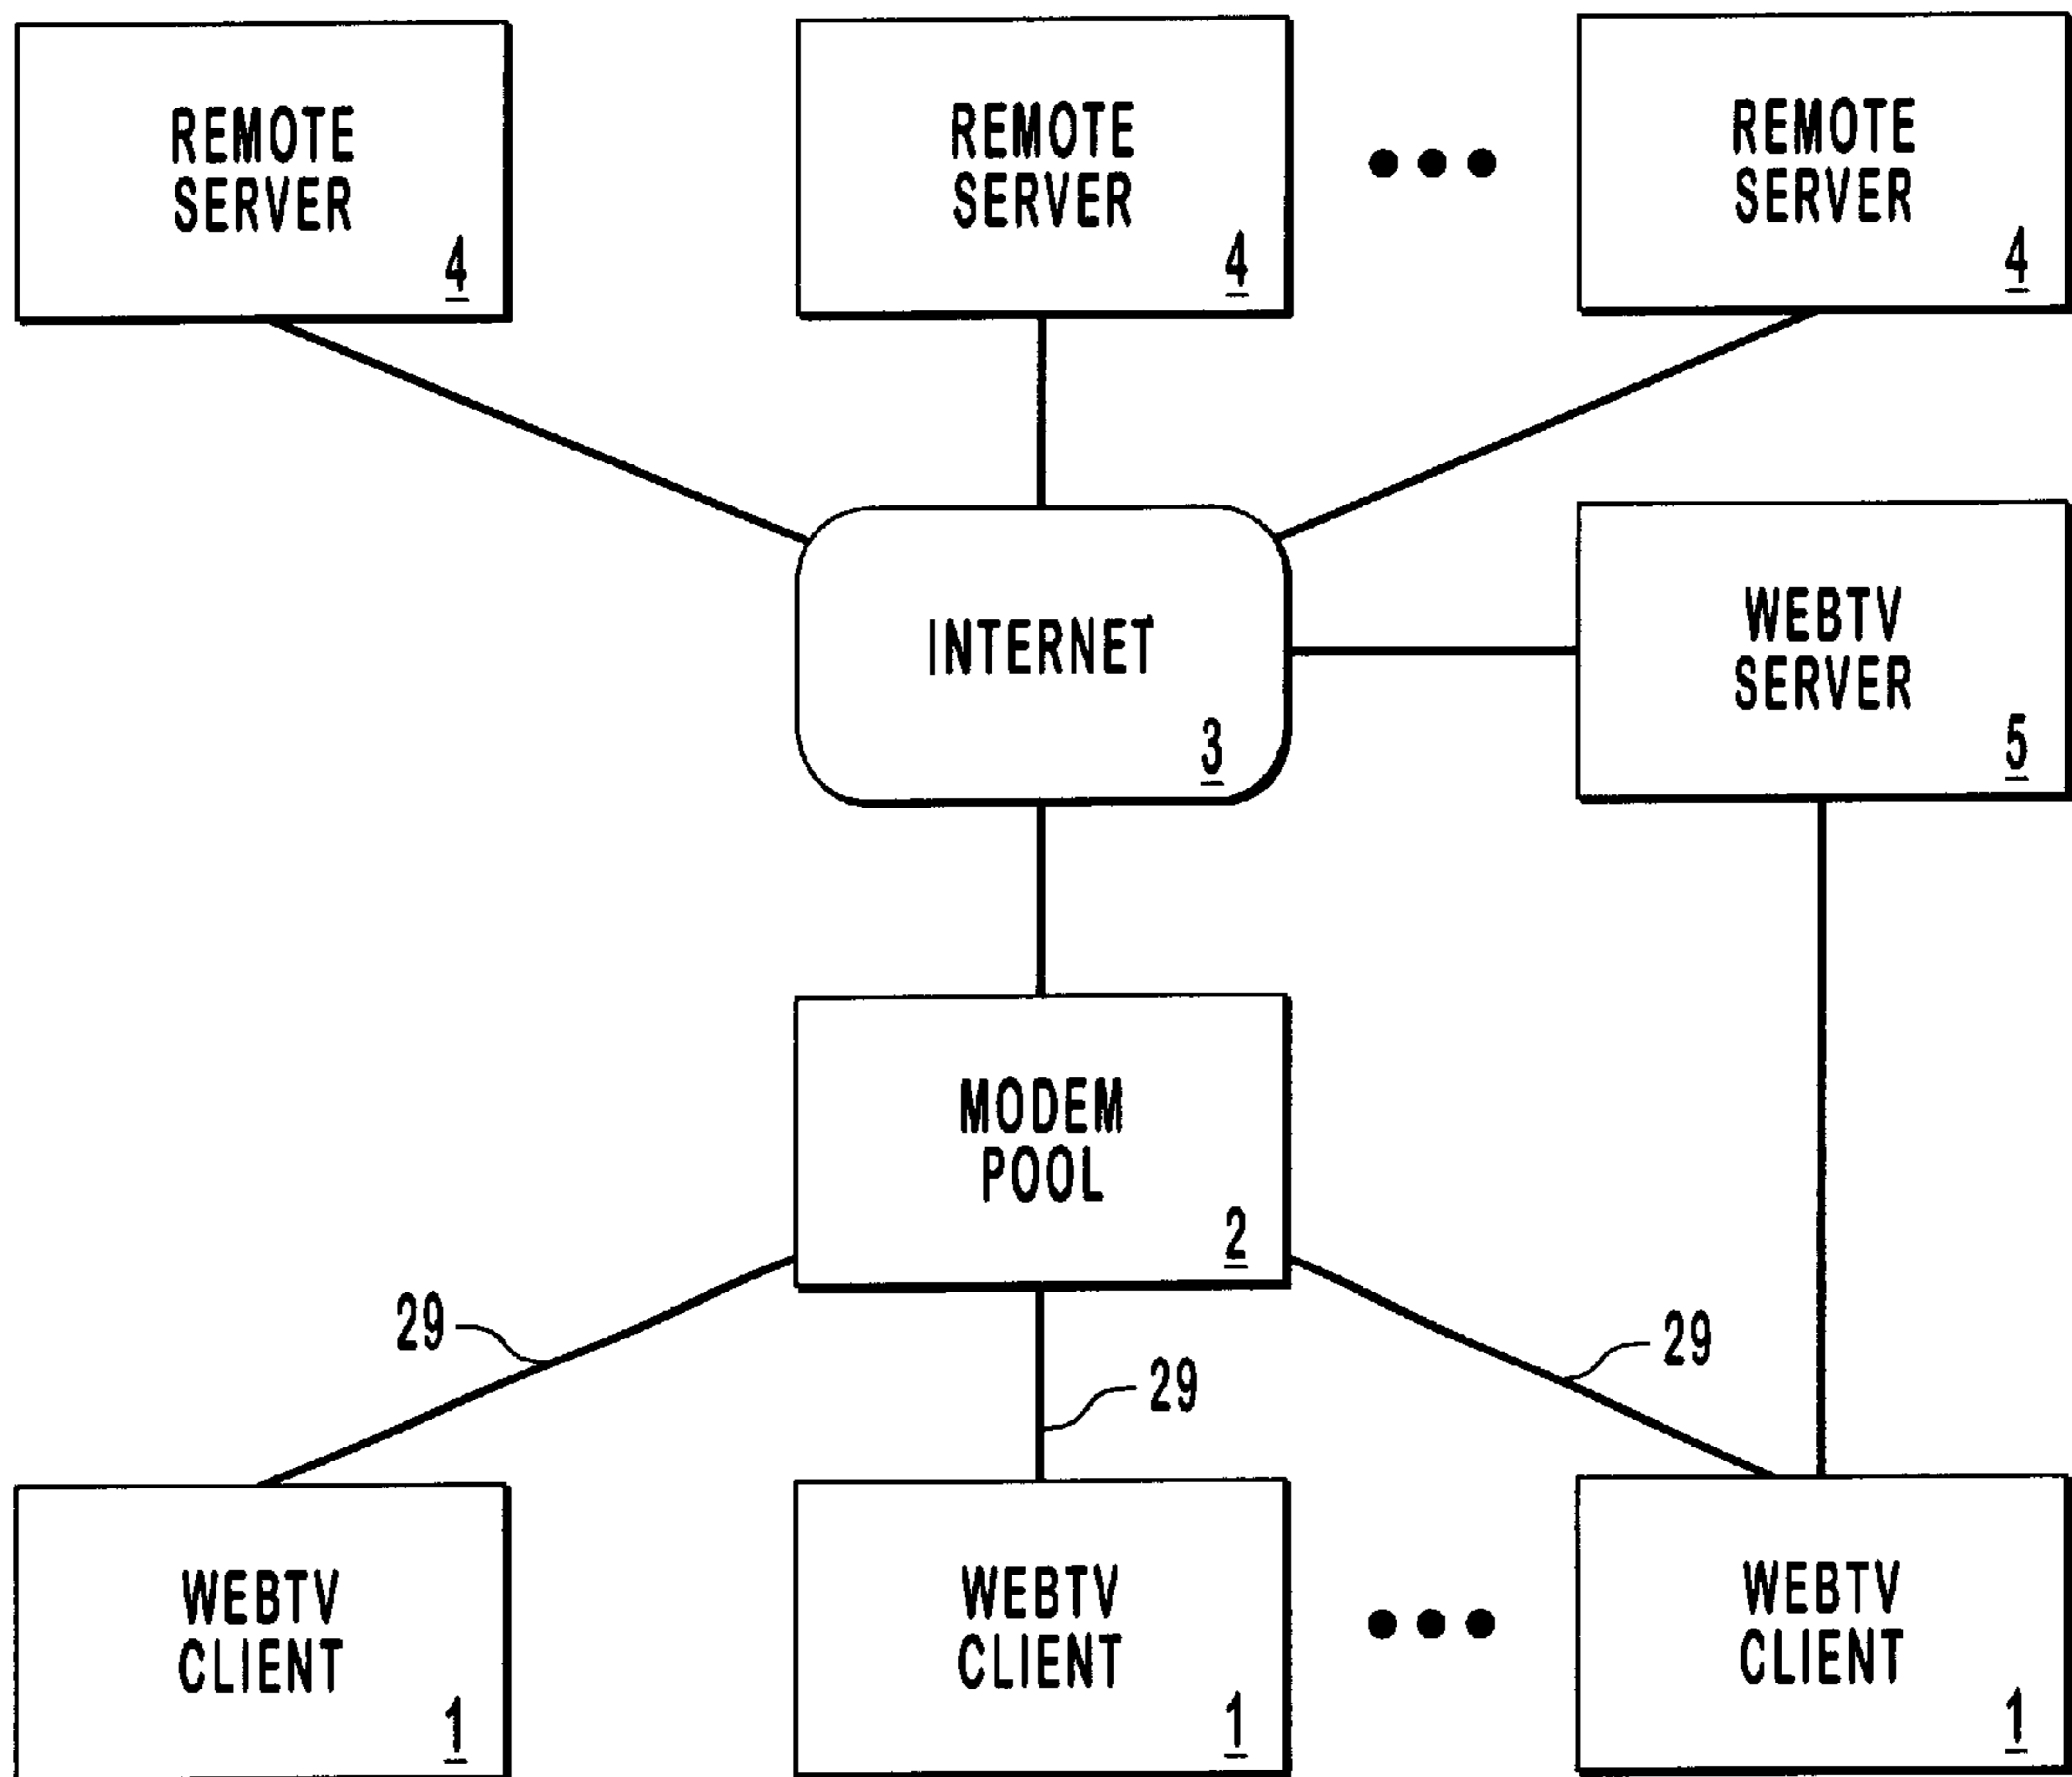 REMOTE
SERVER
4
REMOTE
SERVER
4
REMOTE
SERVER
4
INTERNET
3
WEBTV
SERVER
5
MODEM
POOL
2
29
29
29
WEBTV
CLIENT
1
WEBTV
CLIENT
1
WEBTV
CLIENT
1